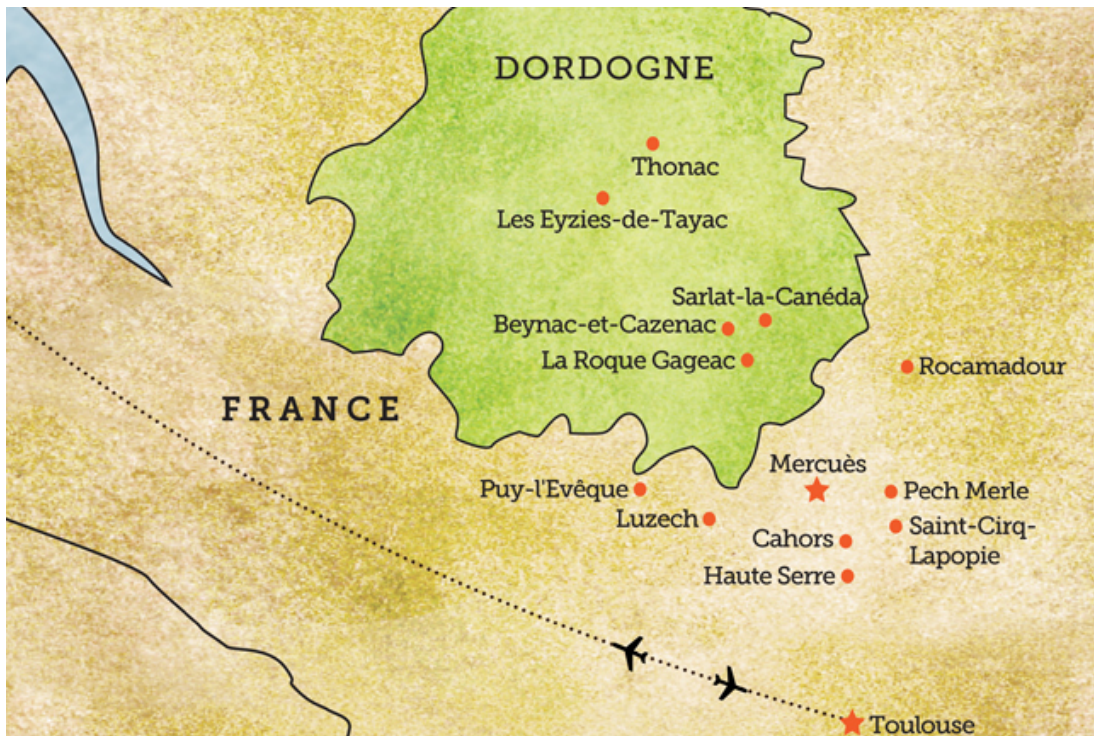 DORDOGNE
Thonac
Les Eyzies-de-Tayac
Sarlat-la-Canéda
Beynac-et-Cazenac
La Roque Gageac
Rocamadour
FRANCE
Mercuès
Puy-l'Evêque
Pech Merle
Luzech
Saint-Cirq-
Lapopie
Cahors
Haute Serre
Toulouse